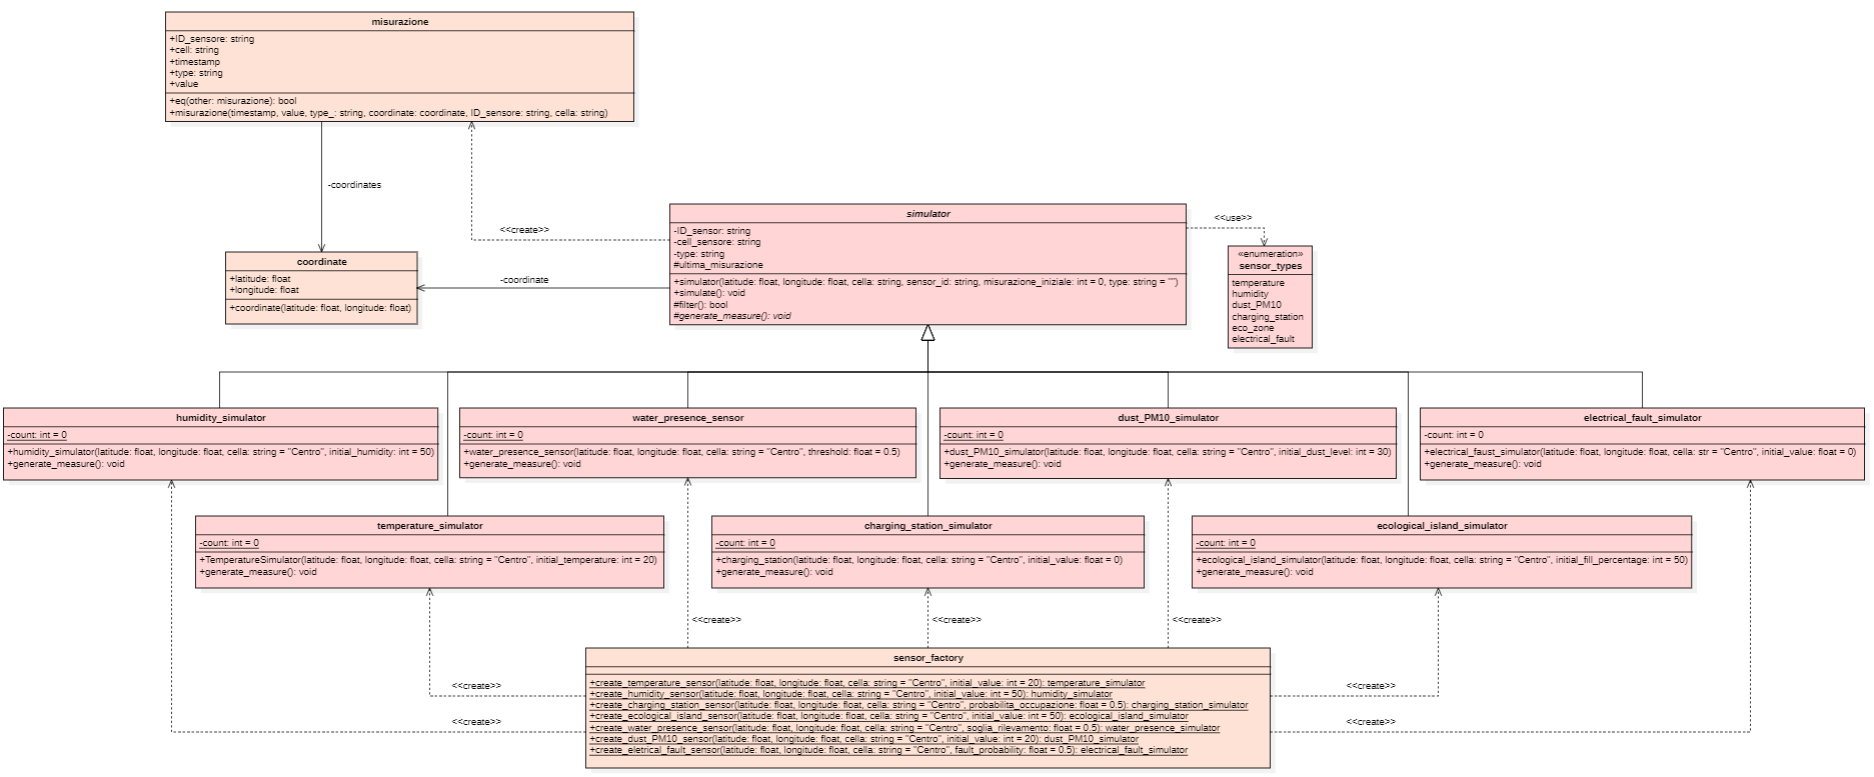 misurazione
+ID_sensore: string
+cell: string
+timestamp
+type: string
+value
+eq(other: misurazione): bool
+misurazione(timestamp, value, type_: string, coordinate: coordinate, ID_sensore: string, cella: string)
-coordinates
<<create>>
simulator
-ID_sensor: string
-cell_sensore: string
-type: string
#ultima_misurazione
+simulator(latitude: float, longitude: float, cella: string, sensor_id: string, misurazione_iniziale: int = 0, type: string = "")
+simulate(): void
#filter(): bool
#generate_measure(): void
<<use>>
«enumeration»
sensor_types
temperature
humidity
dust_PM10
charging_station
eco_zone
electrical_fault
coordinate
+latitude: float
+longitude: float
+coordinate(latitude: float, longitude: float)
-coordinate
humidity_simulator
-count: int = 0
+humidity_simulator(latitude: float, longitude: float, cella: string = "Centro", initial_humidity: int = 50)
+generate_measure(): void
water_presence_sensor
-count: int = 0
+water_presence_sensor(latitude: float, longitude: float, cella: string = "Centro", threshold: float = 0.5)
+generate_measure(): void
dust_PM10_simulator
-count: int = 0
+dust_PM10_simulator(latitude: float, longitude: float, cella: string = "Centro", initial_dust_level: int = 30)
+generate_measure(): void
electrical_fault_simulator
-count: int = 0
+electrical_faust_simulator(latitude: float, longitude: float, cella: str = "Centro", initial_value: float = 0)
+generate_measure(): void
temperature_simulator
-count: int = 0
+TemperatureSimulator(latitude: float, longitude: float, cella: string = "Centro", initial_temperature: int = 20)
+generate_measure(): void
charging_station_simulator
-count: int = 0
+charging_station(latitude: float, longitude: float, cella: string = "Centro", initial_value: float = 0)
+generate_measure(): void
ecological_island_simulator
-count: int = 0
+ecological_island_simulator(latitude: float, longitude: float, cella: string = "Centro", initial_fill_percentage: int = 50)
+generate_measure(): void
<<create>>
<<create>>
<<create>>
sensor_factory
+create_temperature_sensor(latitude: float, longitude: float, cella: string = "Centro", initial_value: int = 20): temperature_simulator
+create_humidity_sensor(latitude: float, longitude: float, cella: string = "Centro", initial_value: int = 50): humidity_simulator
+create_charging_station_sensor(latitude: float, longitude: float, cella: string = "Centro", probabilita_occupazione: float = 0.5): charging_station_simulator
+create_ecological_island_sensor(latitude: float, longitude: float, cella: string = "Centro", initial_value: int = 50): ecological_island_simulator
+create_water_presence_sensor(latitude: float, longitude: float, cella: string = "Centro", soglia_rilevamento: float = 0.5): water_presence_simulator
+create_dust_PM10_sensor(latitude: float, longitude: float, cella: string = "Centro", initial_value: int = 20): dust_PM10_simulator
+create_eletrical_fault_sensor(latitude: float, longitude: float, cella: string = "Centro", fault_probability: float = 0.5): electrical_fault_simulator
<<create>>
<<create>>
<<create>>
<<create>>